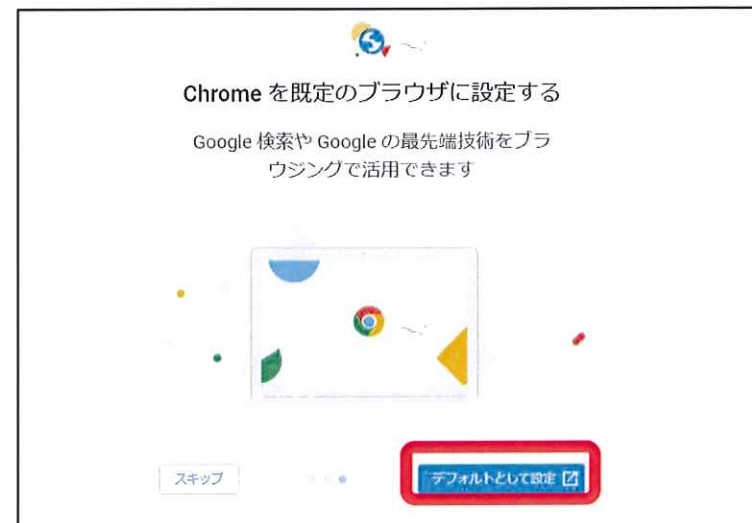 Chrome を既定のブラウザに設定する
Google 検索や Google の最先端技術をブラ
ウジングで活用できます
スキップ
デフォルトとして設定